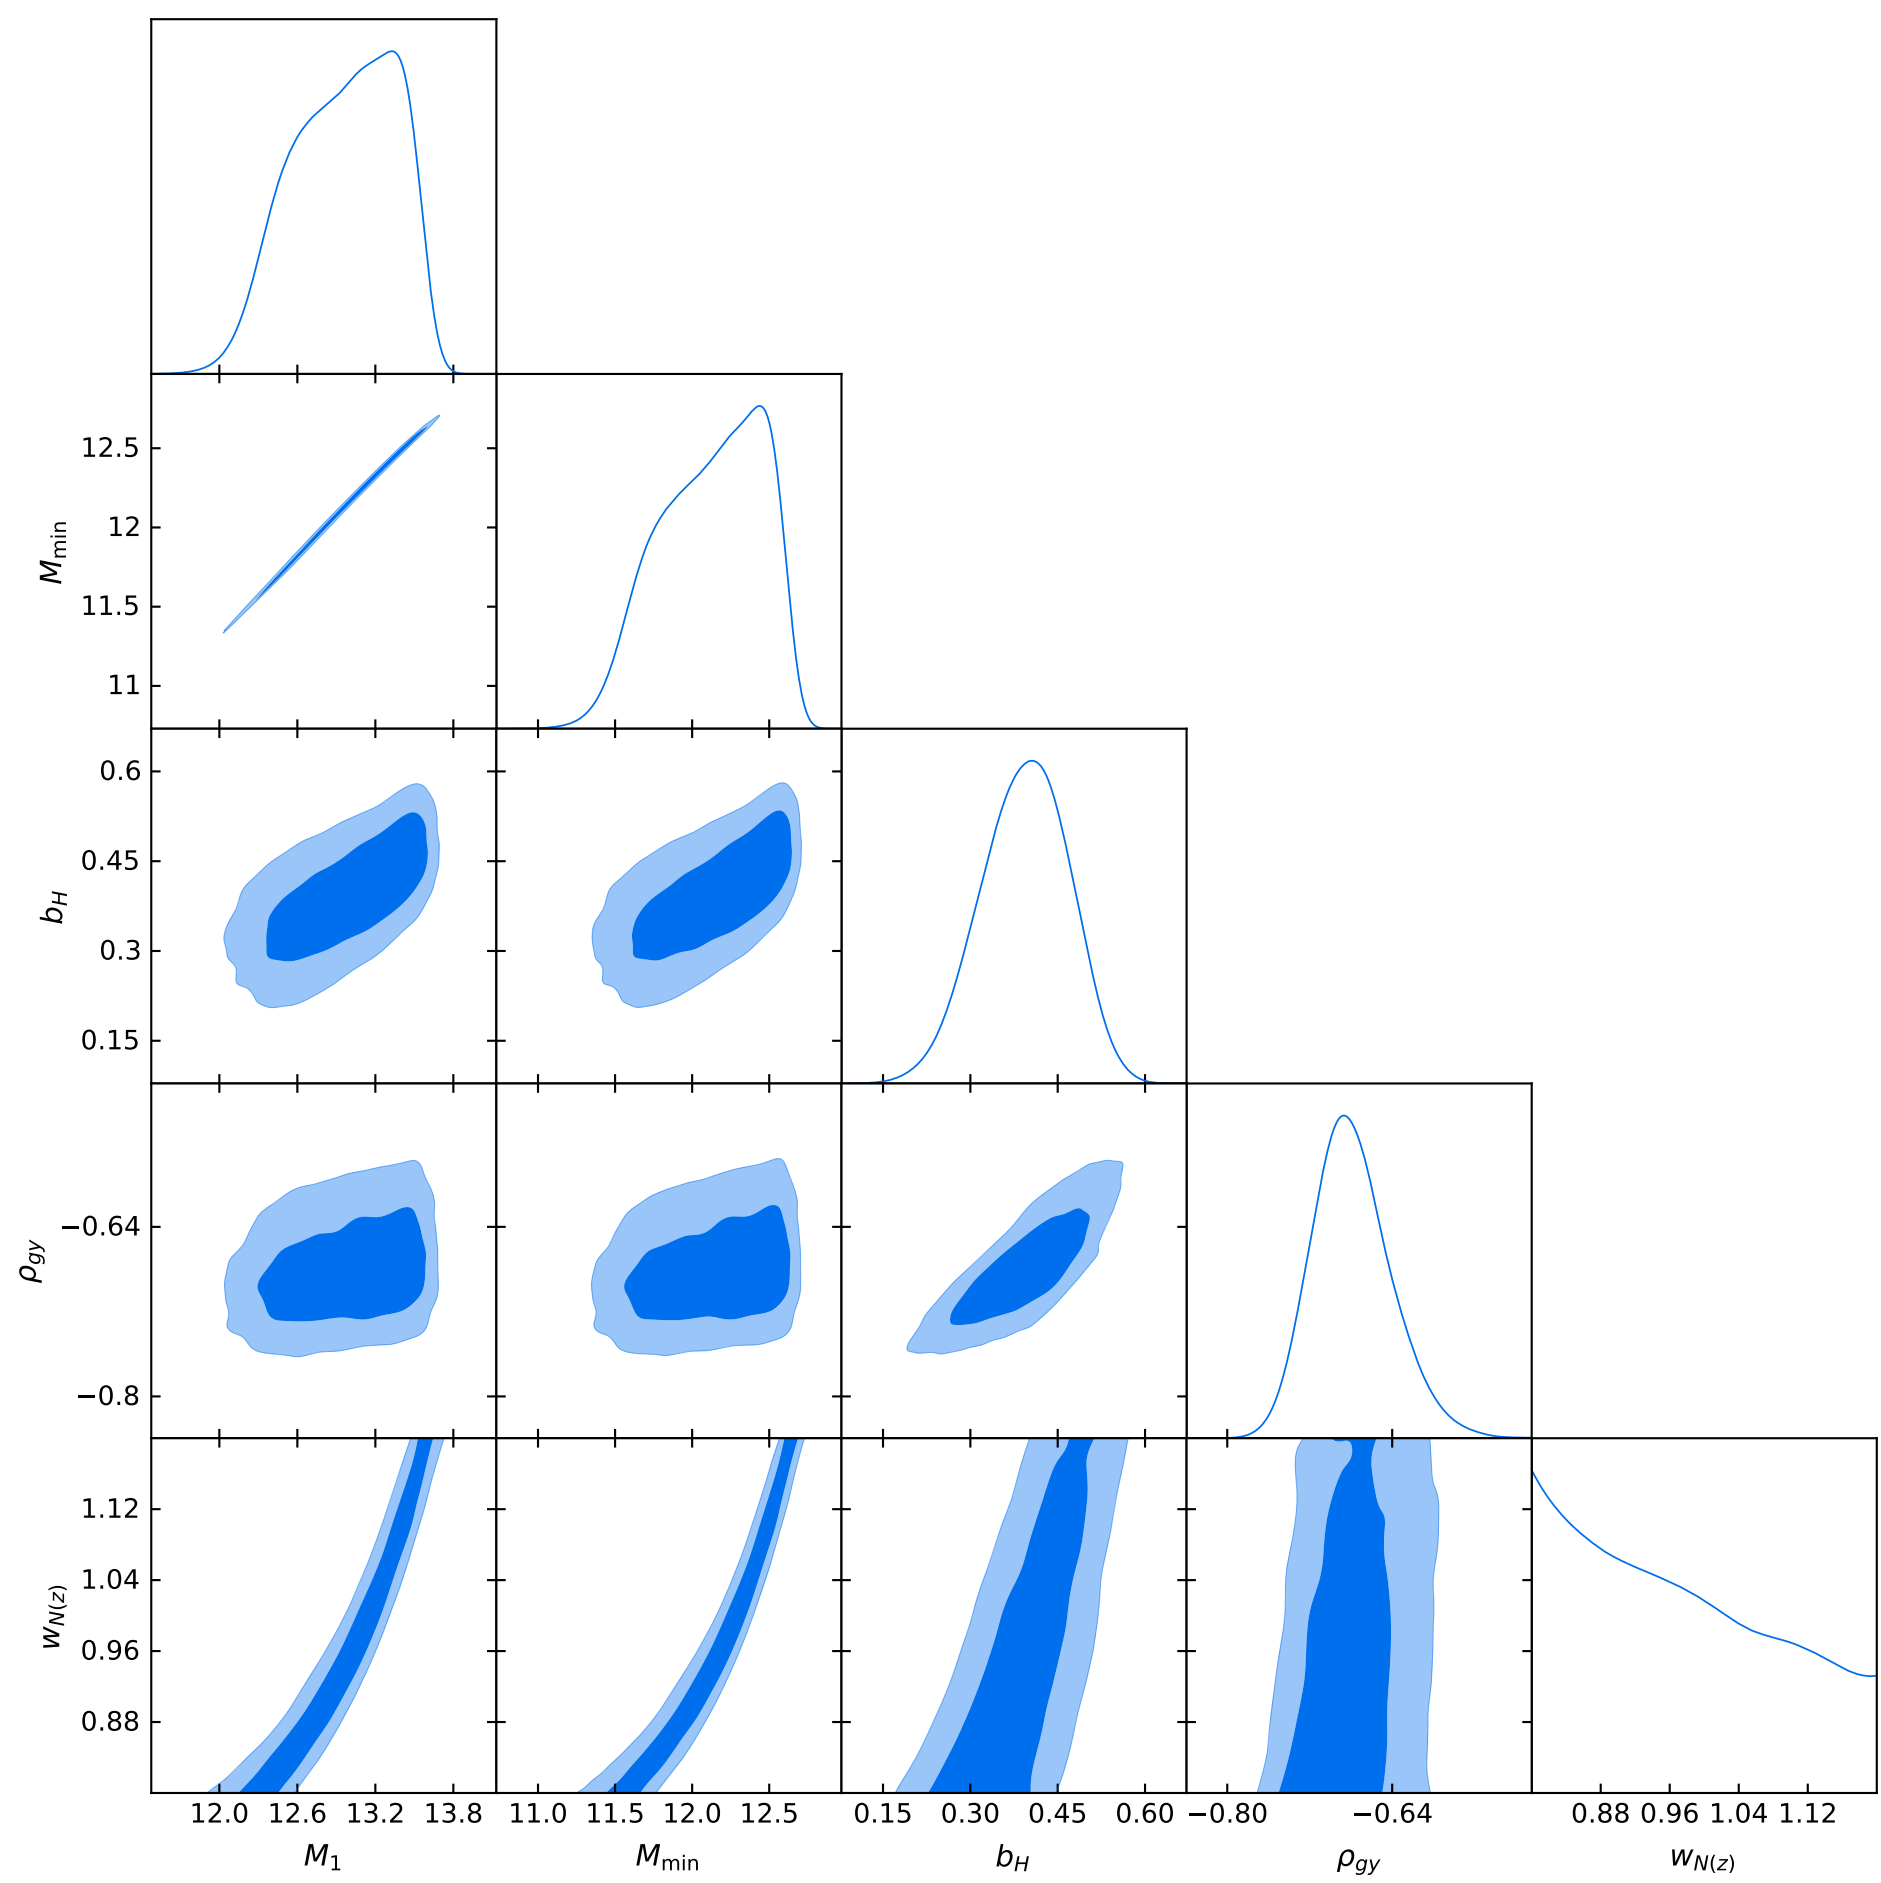 12.5
12
11.5
11
M_min
0.6
0.45
0.3
0.15
b_H
−0.64
−0.8
ρ_gy
1.12
1.04
0.96
0.88
w_N(z)
12.0 12.6 13.2 13.8 11.0 11.5 12.0 12.5 0.15 0.30 0.45 0.60 −0.80 −0.64 0.88 0.96 1.04 1.12
M_1 M_min b_H ρ_gy w_N(z)